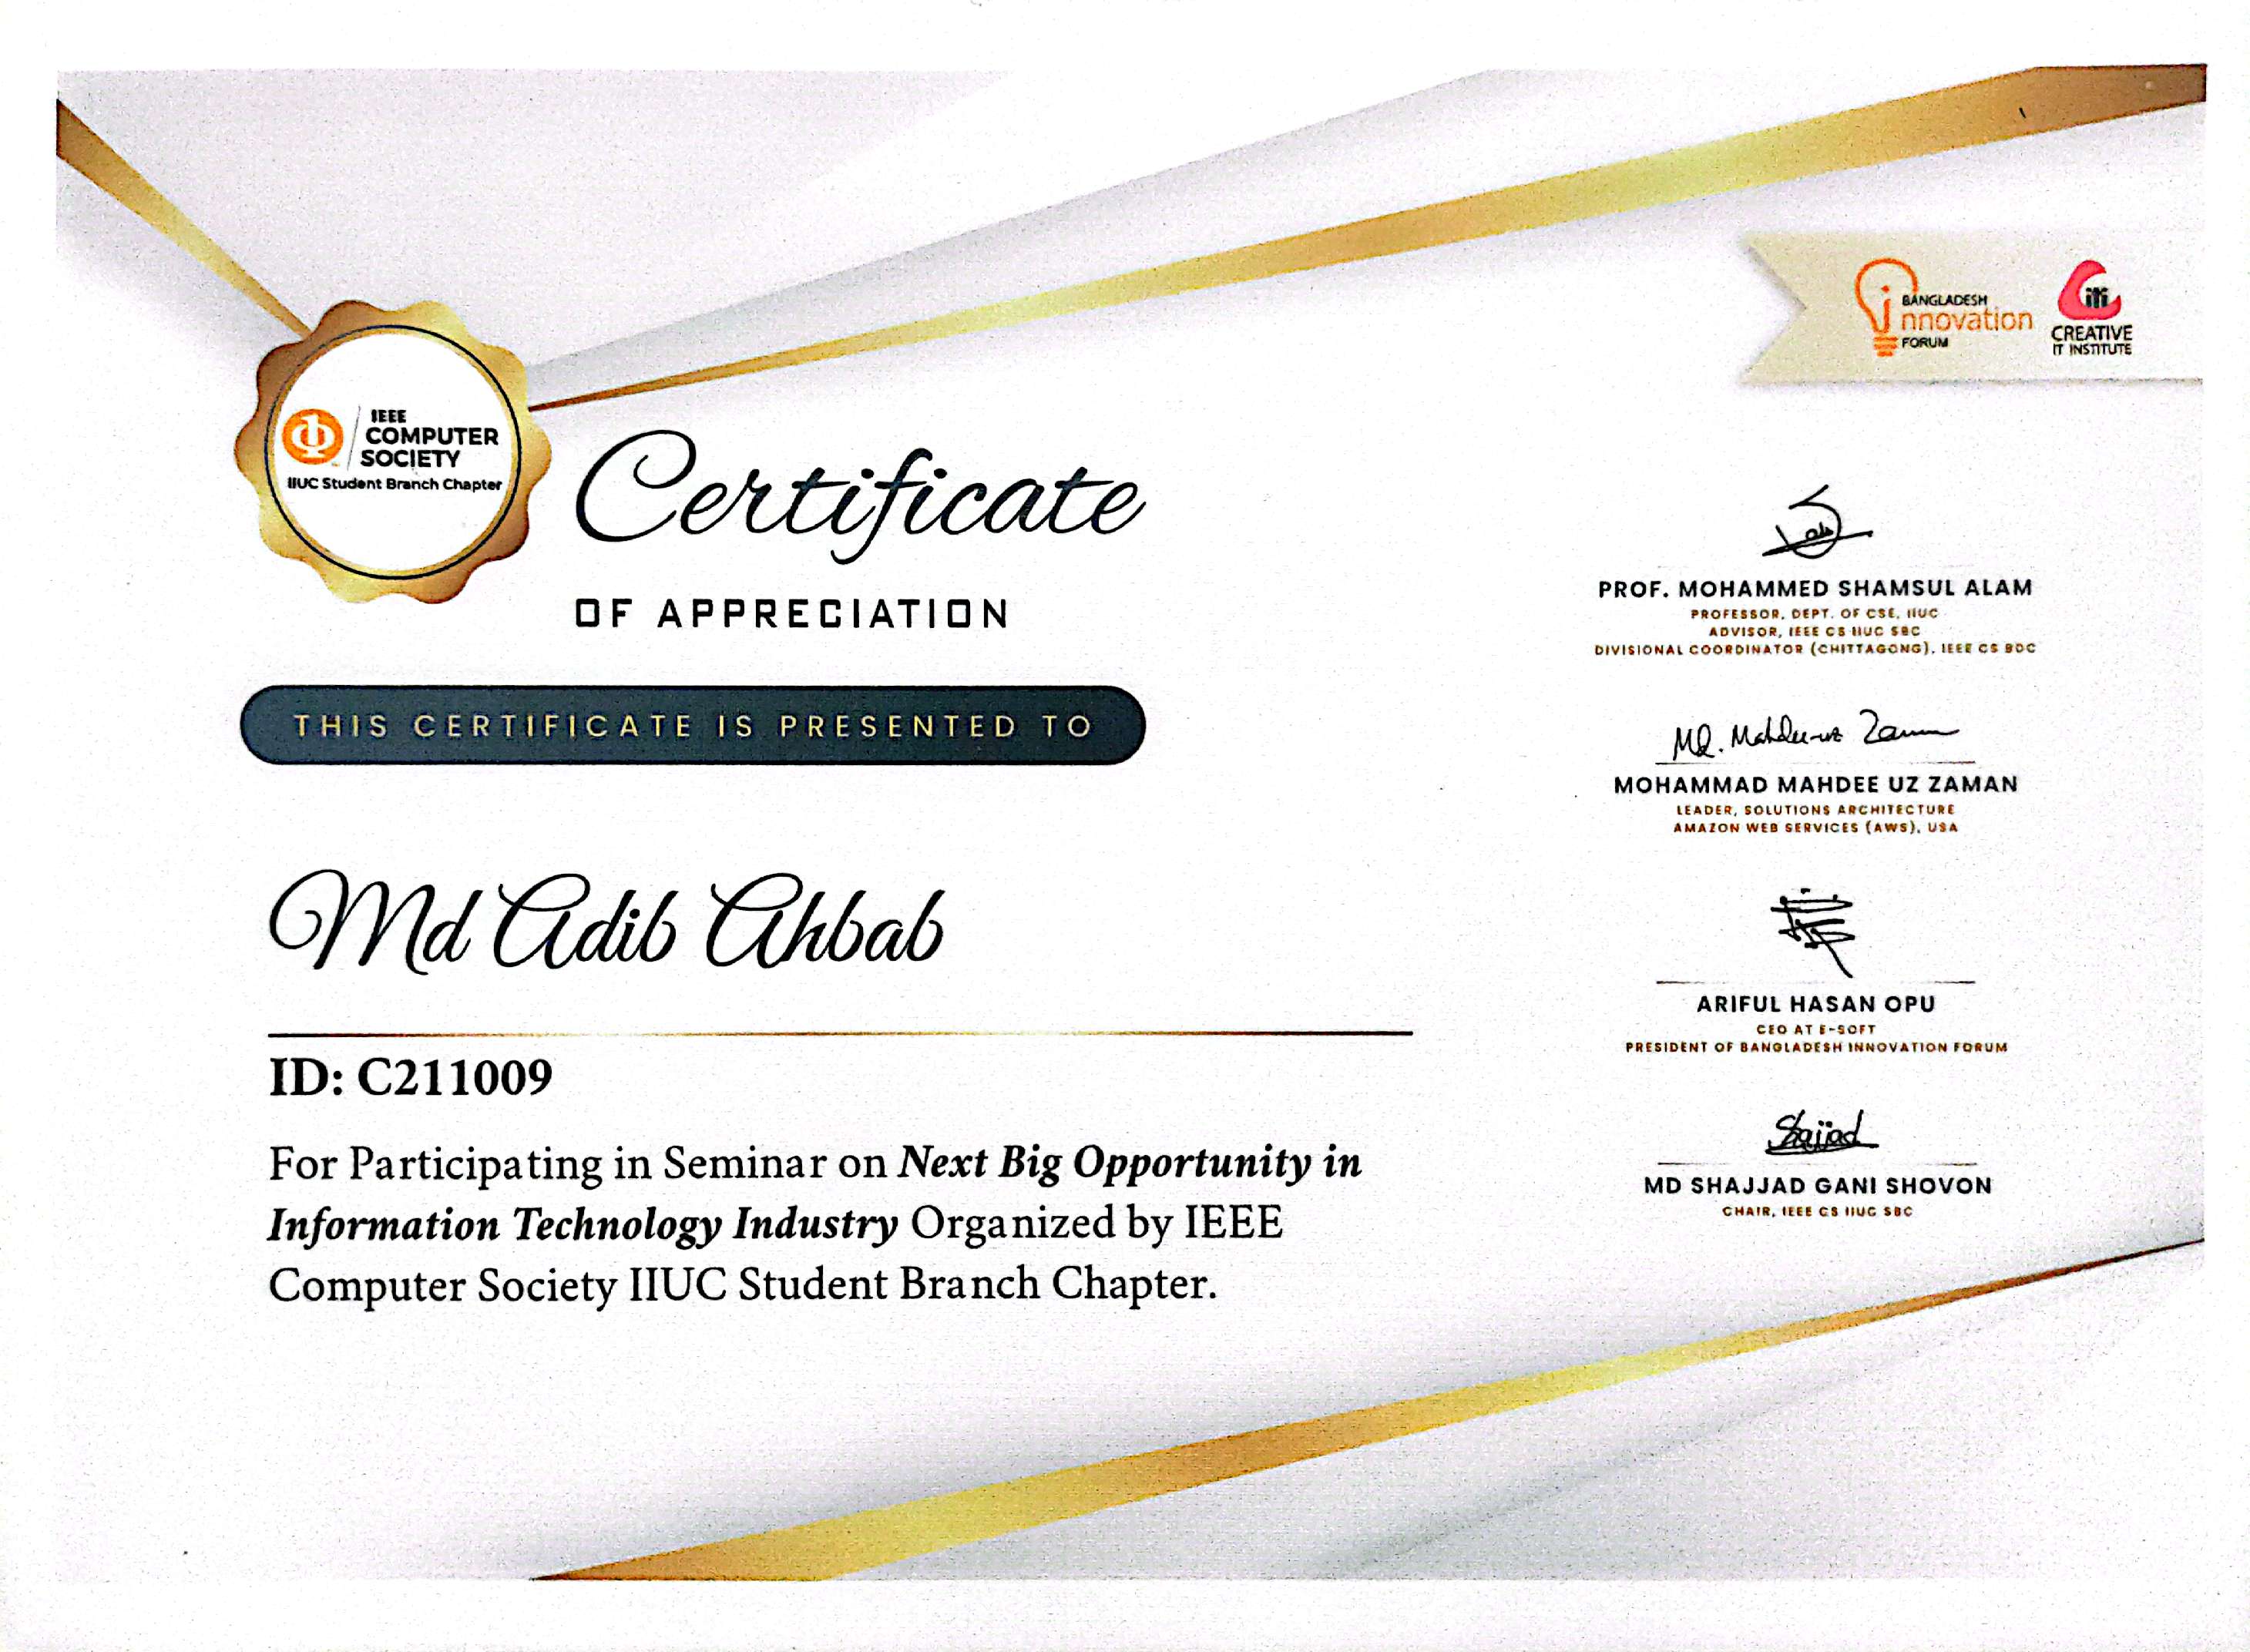 BANGLADESH
innovation
FORUM
CREATIVE
IT INSTITUTE
IEEE
COMPUTER
SOCIETY
IIUC Student Branch Chapter
Certificate
OF APPRECIATION
THIS CERTIFICATE IS PRESENTED TO
Md Adib Ahbab
ID: C211009
For Participating in Seminar on Next Big Opportunity in
Information Technology Industry Organized by IEEE
Computer Society IIUC Student Branch Chapter.
PROF. MOHAMMED SHAMSUL ALAM
PROFESSOR, DEPT. OF CSE, IIUC
ADVISOR, IEEE CS IIUC SBC
DIVISIONAL COORDINATOR (CHITTAGONG), IEEE CS BDC
Md. Mahdee-uz Zaman
MOHAMMAD MAHDEE UZ ZAMAN
LEADER, SOLUTIONS ARCHITECTURE
AMAZON WEB SERVICES (AWS), USA
ARIFUL HASAN OPU
CEO AT E-SOFT
PRESIDENT OF BANGLADESH INNOVATION FORUM
Sajjad
MD SHAJJAD GANI SHOVON
CHAIR, IEEE CS IIUC SBC